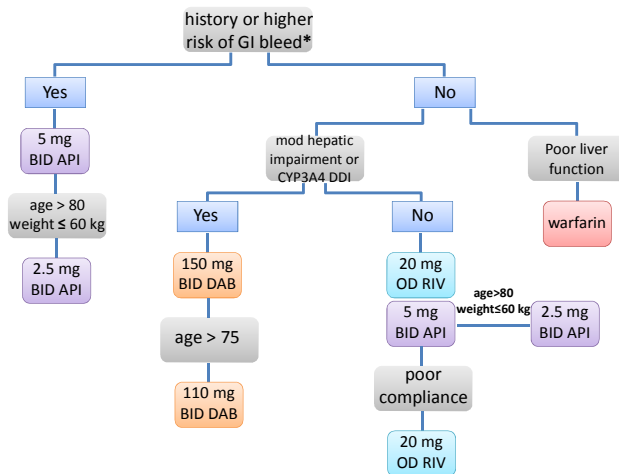 history or higher
risk of GI bleed*
Yes
No
5 mg
BID API
mod hepatic
impairment or
CYP3A4 DDI
Poor liver
function
age > 80
weight ≤ 60 kg
Yes
No
warfarin
2.5 mg
BID API
150 mg
BID DAB
20 mg
OD RIV
age > 75
5 mg
BID API
age>80
weight≤60 kg
2.5 mg
BID API
110 mg
BID DAB
poor
compliance
20 mg
OD RIV